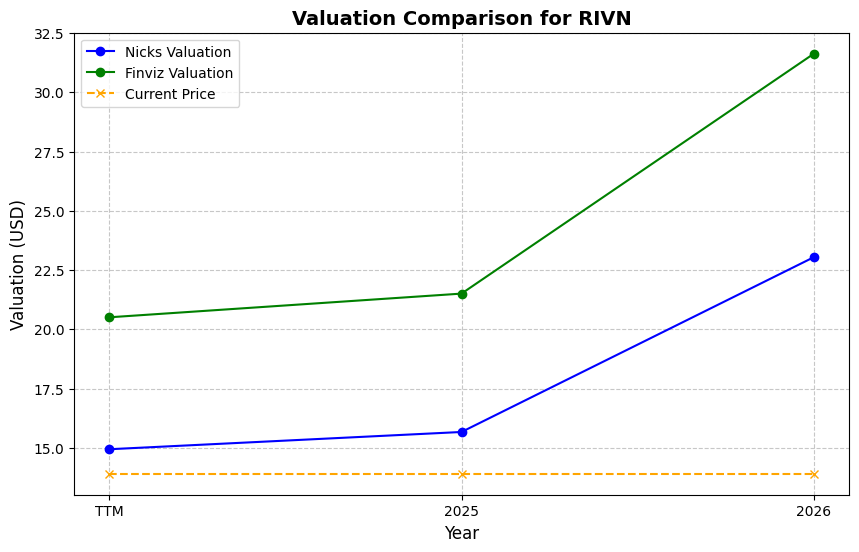 Valuation Comparison for RIVN
Nicks Valuation
Finviz Valuation
Current Price
Valuation (USD)
32.5
30.0
27.5
25.0
22.5
20.0
17.5
15.0
TTM
2025
2026
Year